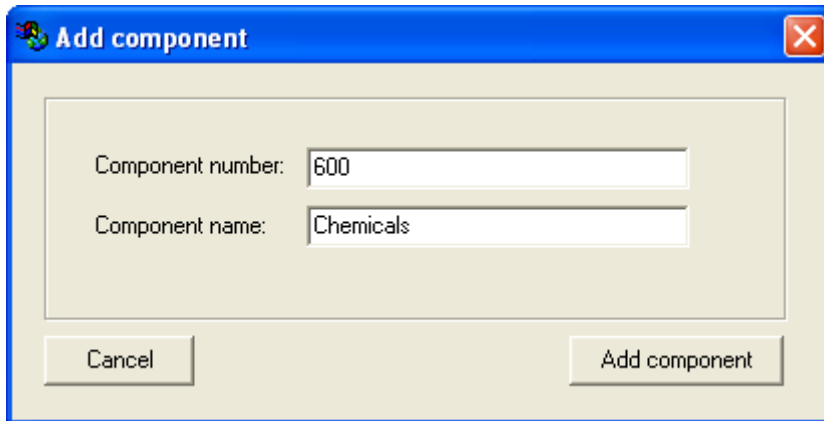 Add component
Component number: 600
Component name: Chemicals
Cancel Add component